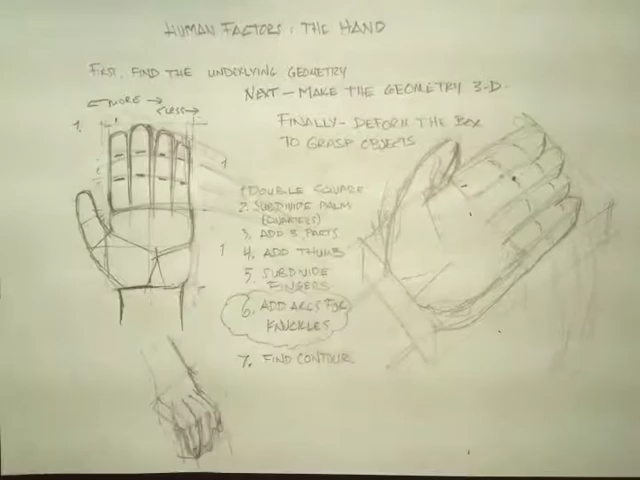 HUMAN FACTORS: THE HAND
FIRST, FIND THE UNDERLYING GEOMETRY
NEXT - MAKE THE GEOMETRY 3-D-
FINALLY - DEFORM THE BOX
TO GRASP OBJECTS
← MORE →
← LESS →
1.
1
1
1. DOUBLE SQUARE
2. SUBDIVIDE PALM
(QUARTERS)
3. ADD 3 PARTS
4. ADD THUMB
5. SUBDIVIDE
FINGERS
6. ADD ARCS FOR
KNUCKLES
7. FIND CONTOUR